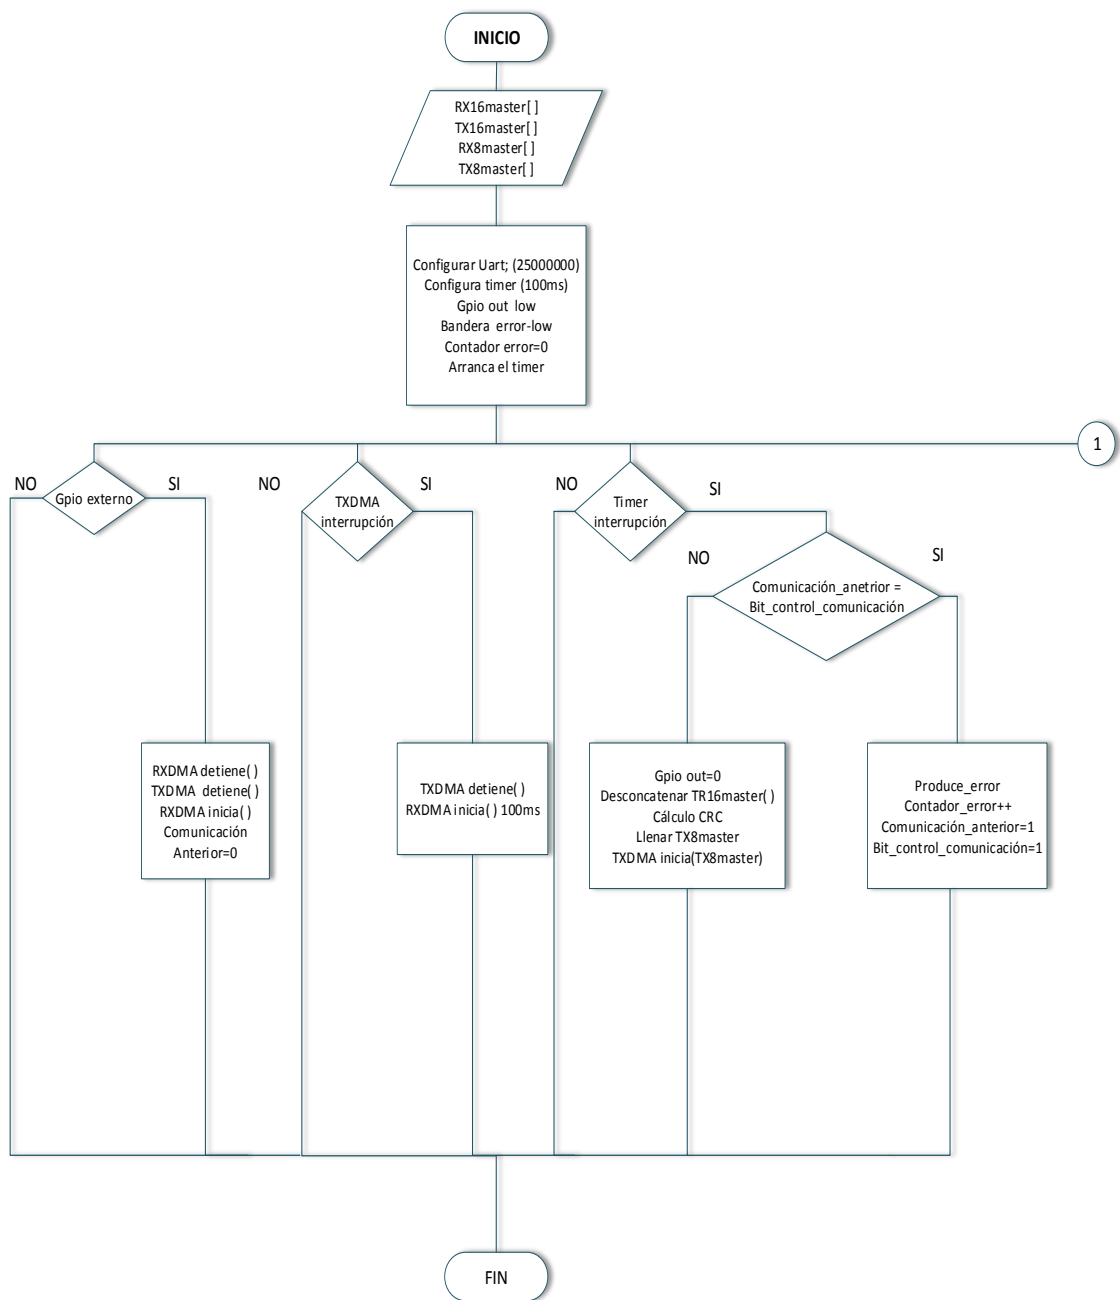 INICIO
RX16master[ ]
TX16master[ ]
RX8master[ ]
TX8master[ ]
Configurar Uart; (25000000)
Configura timer (100ms)
Gpio out low
Bandera error-low
Contador error=0
Arranca el timer
1
NO
Gpio externo
SI
NO
TXDMA
interrupción
SI
NO
Timer
interrupción
SI
NO
Comunicación_anetrior =
Bit_control_comunicación
SI
RXDMA detiene( )
TXDMA detiene( )
RXDMA inicia( )
Comunicación
Anterior=0
TXDMA detiene( )
RXDMA inicia( ) 100ms
Gpio out=0
Desconcatenar TR16master( )
Cálculo CRC
Llenar TX8master
TXDMA inicia(TX8master)
Produce_error
Contador_error++
Comunicación_anterior=1
Bit_control_comunicación=1
FIN